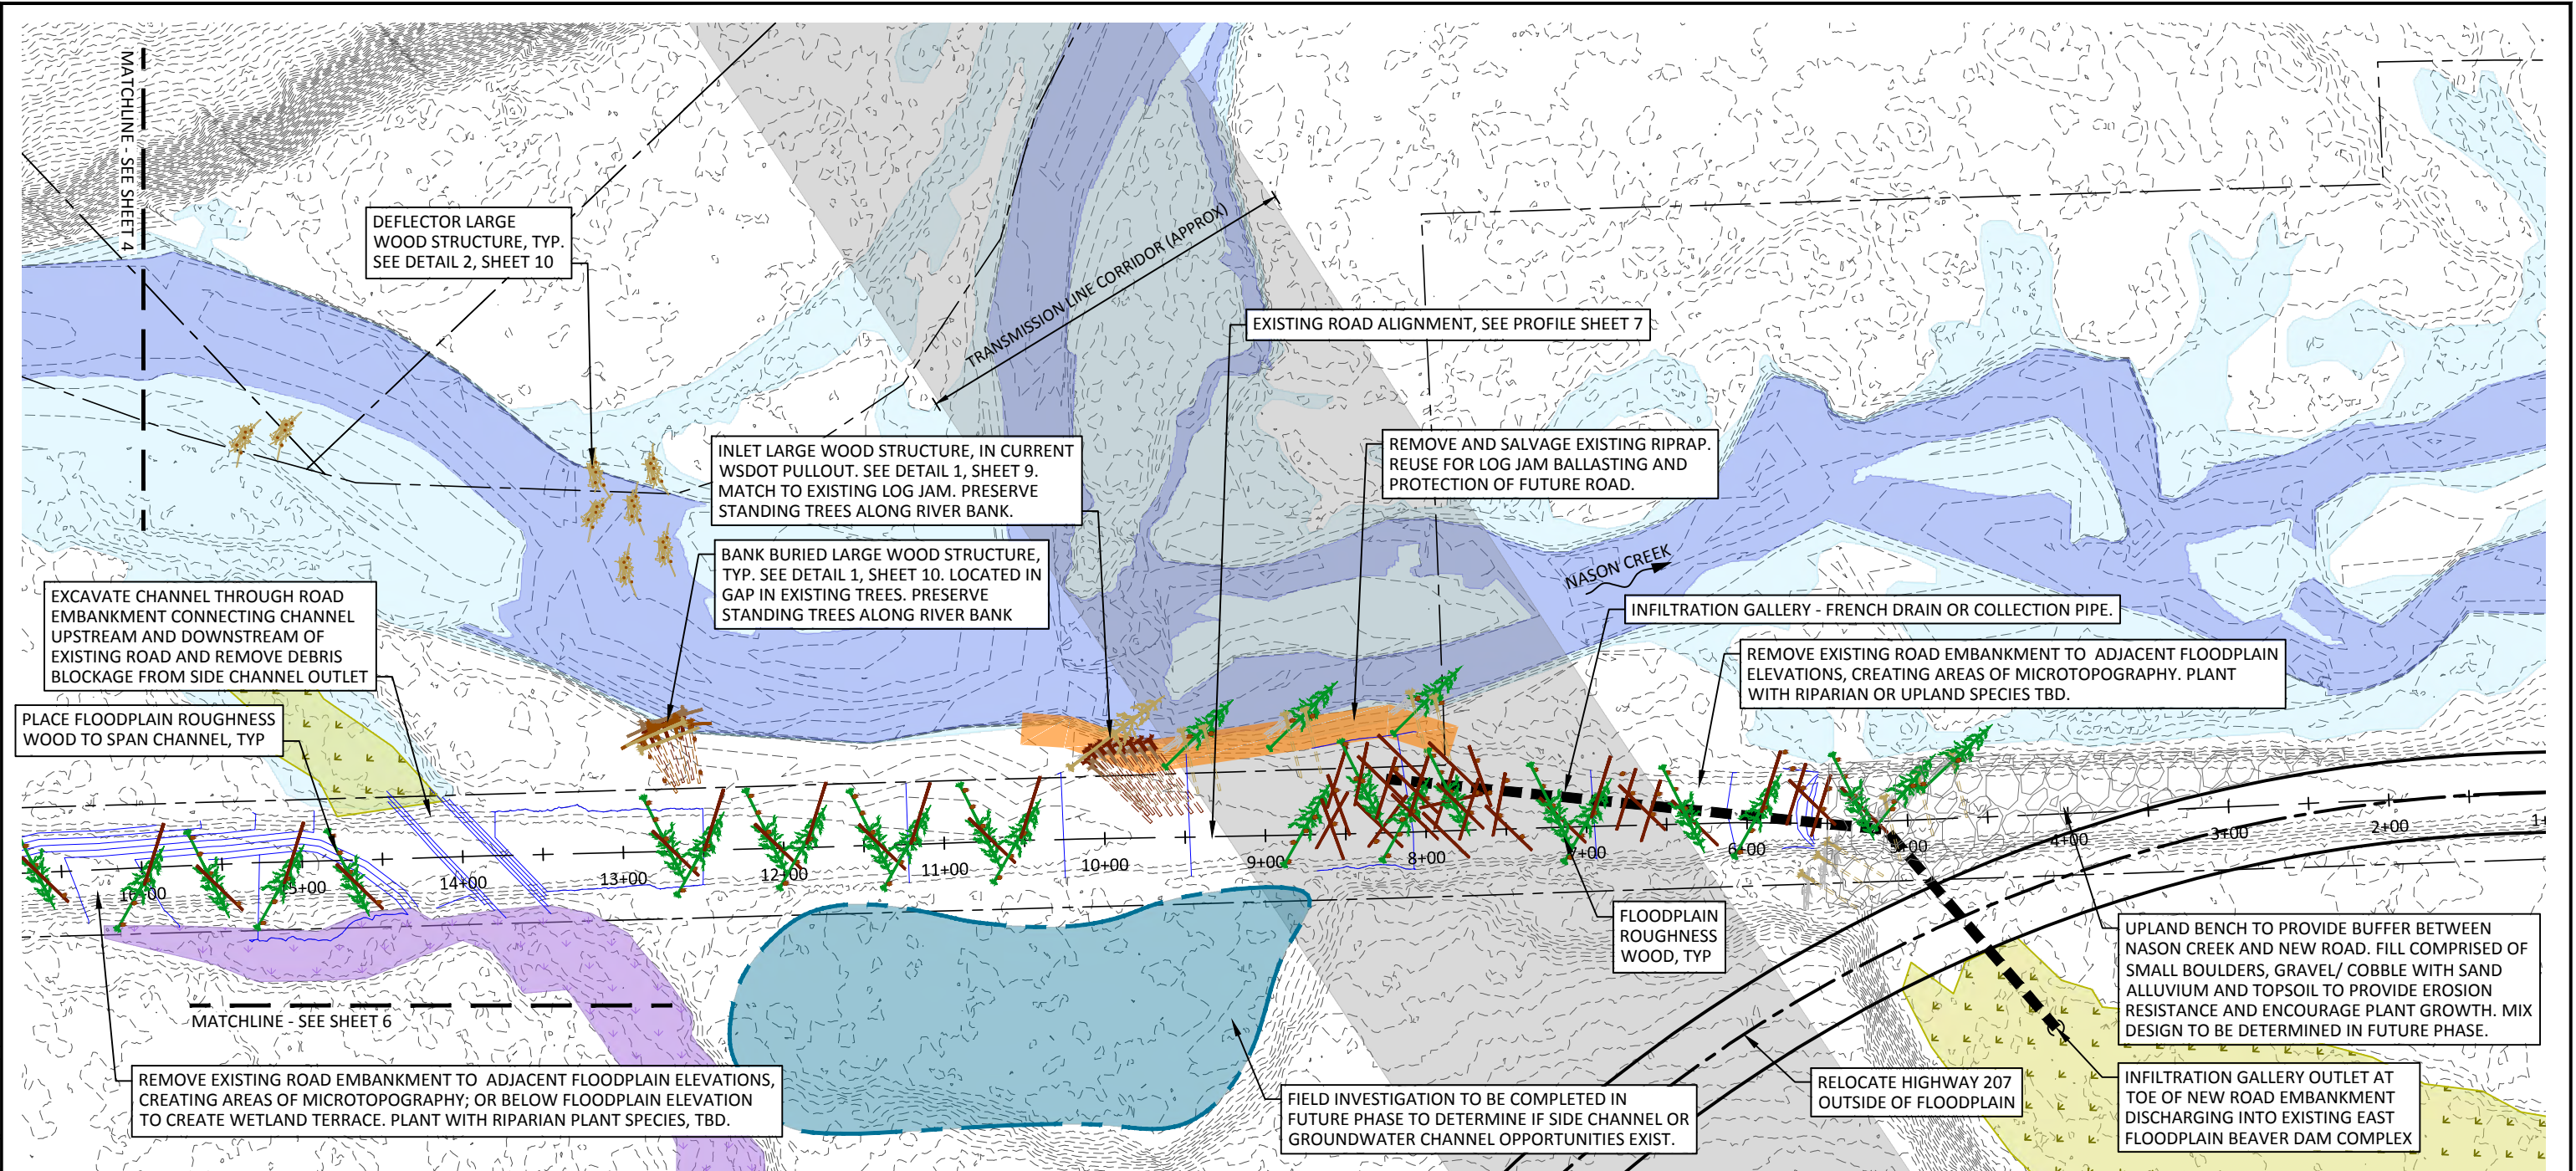 MATCHLINE - SEE SHEET 4
DEFLECTOR LARGE
WOOD STRUCTURE, TYP.
SEE DETAIL 2, SHEET 10
TRANSMISSION LINE CORRIDOR (APPROX)
EXISTING ROAD ALIGNMENT, SEE PROFILE SHEET 7
INLET LARGE WOOD STRUCTURE, IN CURRENT
WSDOT PULLOUT. SEE DETAIL 1, SHEET 9.
MATCH TO EXISTING LOG JAM. PRESERVE
STANDING TREES ALONG RIVER BANK.
REMOVE AND SALVAGE EXISTING RIPRAP.
REUSE FOR LOG JAM BALLASTING AND
PROTECTION OF FUTURE ROAD.
BANK BURIED LARGE WOOD STRUCTURE,
TYP. SEE DETAIL 1, SHEET 10. LOCATED IN
GAP IN EXISTING TREES. PRESERVE
STANDING TREES ALONG RIVER BANK
NASON CREEK
EXCAVATE CHANNEL THROUGH ROAD
EMBANKMENT CONNECTING CHANNEL
UPSTREAM AND DOWNSTREAM OF
EXISTING ROAD AND REMOVE DEBRIS
BLOCKAGE FROM SIDE CHANNEL OUTLET
INFILTRATION GALLERY - FRENCH DRAIN OR COLLECTION PIPE.
REMOVE EXISTING ROAD EMBANKMENT TO ADJACENT FLOODPLAIN
ELEVATIONS, CREATING AREAS OF MICROTOPOGRAPHY. PLANT
WITH RIPARIAN OR UPLAND SPECIES TBD.
PLACE FLOODPLAIN ROUGHNESS
WOOD TO SPAN CHANNEL, TYP
16+00
15+00
14+00
13+00
12+00
11+00
10+00
9+00
8+00
7+00
6+00
5+00
4+00
3+00
2+00
1+
FLOODPLAIN
ROUGHNESS
WOOD, TYP
UPLAND BENCH TO PROVIDE BUFFER BETWEEN
NASON CREEK AND NEW ROAD. FILL COMPRISED OF
SMALL BOULDERS, GRAVEL/ COBBLE WITH SAND
ALLUVIUM AND TOPSOIL TO PROVIDE EROSION
RESISTANCE AND ENCOURAGE PLANT GROWTH. MIX
DESIGN TO BE DETERMINED IN FUTURE PHASE.
MATCHLINE - SEE SHEET 6
REMOVE EXISTING ROAD EMBANKMENT TO ADJACENT FLOODPLAIN ELEVATIONS,
CREATING AREAS OF MICROTOPOGRAPHY; OR BELOW FLOODPLAIN ELEVATION
TO CREATE WETLAND TERRACE. PLANT WITH RIPARIAN PLANT SPECIES, TBD.
FIELD INVESTIGATION TO BE COMPLETED IN
FUTURE PHASE TO DETERMINE IF SIDE CHANNEL OR
GROUNDWATER CHANNEL OPPORTUNITIES EXIST.
RELOCATE HIGHWAY 207
OUTSIDE OF FLOODPLAIN
INFILTRATION GALLERY OUTLET AT
TOE OF NEW ROAD EMBANKMENT
DISCHARGING INTO EXISTING EAST
FLOODPLAIN BEAVER DAM COMPLEX